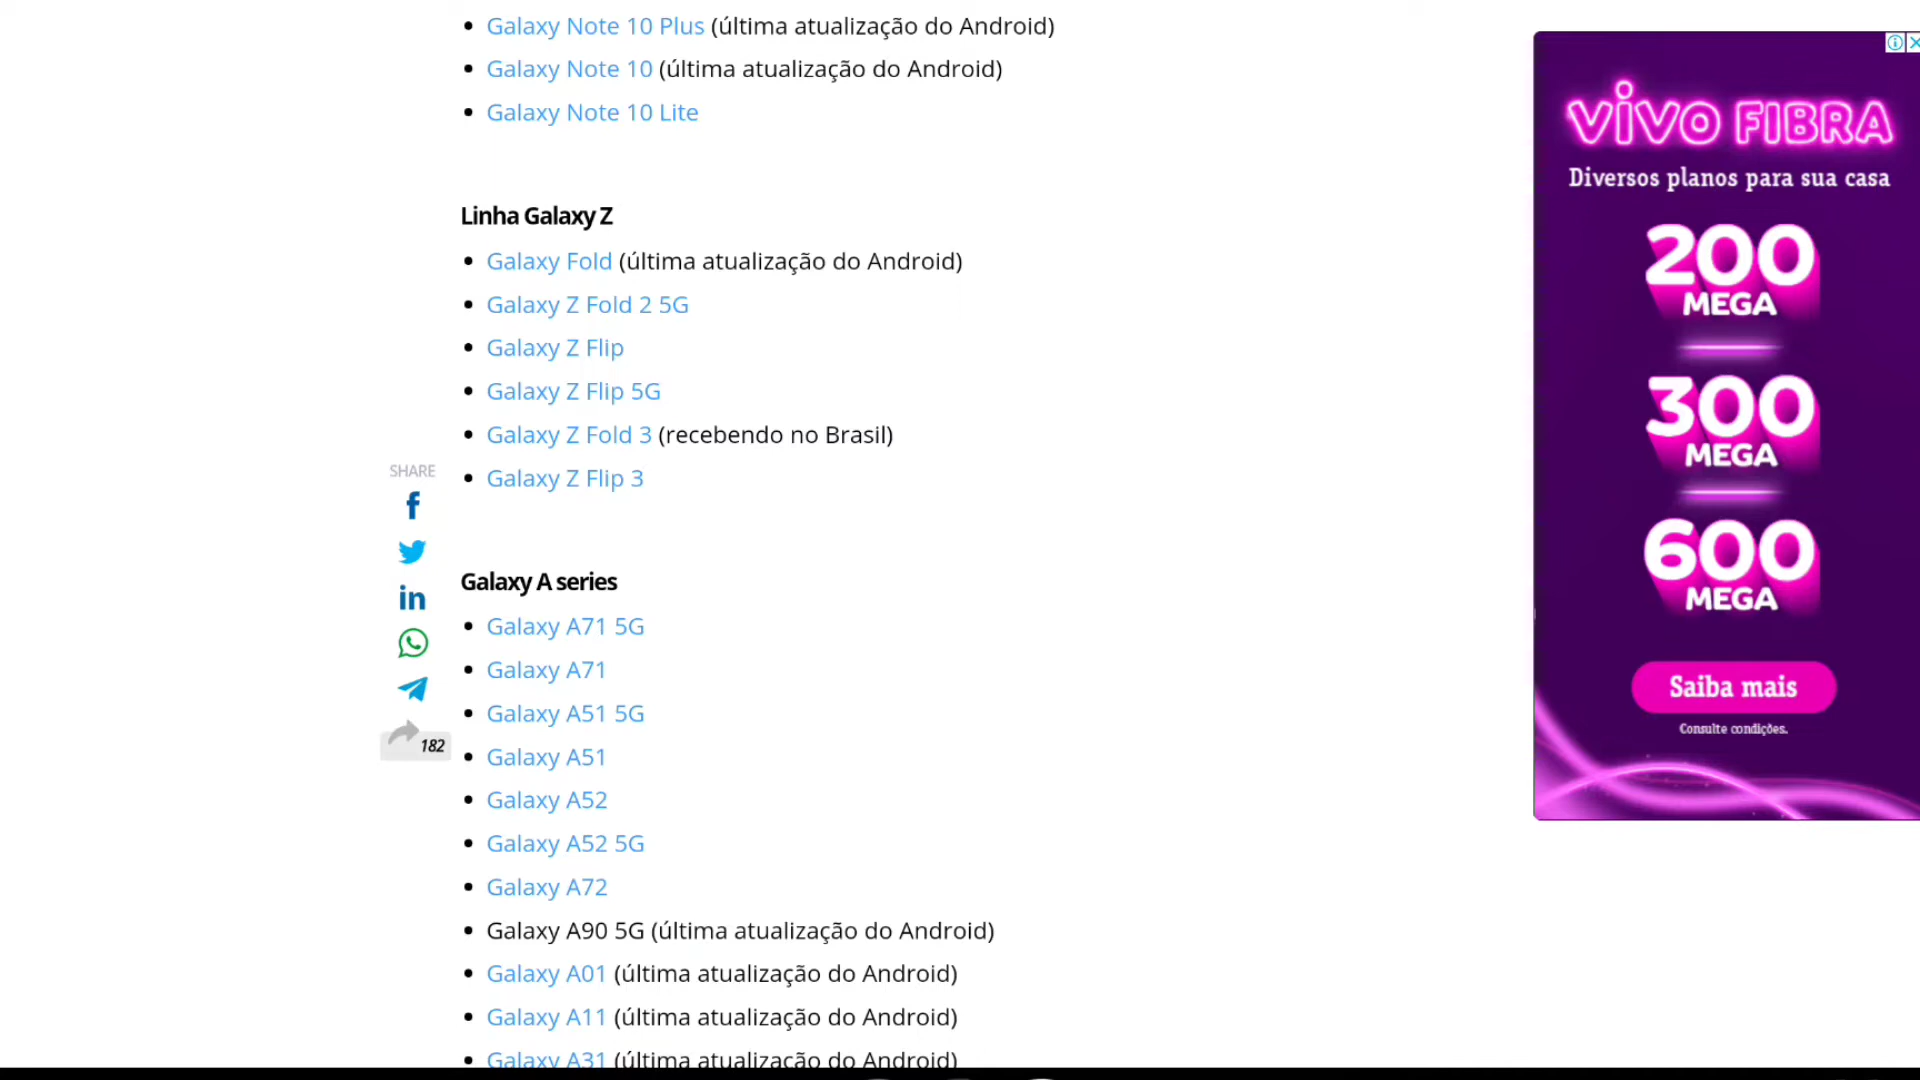 Galaxy Note 10 Plus (última atualização do Android)
Galaxy Note 10 (última atualização do Android)
Galaxy Note 10 Lite
Linha Galaxy Z
Galaxy Fold (última atualização do Android)
Galaxy Z Fold 2 5G
Galaxy Z Flip
Galaxy Z Flip 5G
Galaxy Z Fold 3 (recebendo no Brasil)
Galaxy Z Flip 3
Galaxy A series
Galaxy A71 5G
Galaxy A71
Galaxy A51 5G
Galaxy A51
Galaxy A52
Galaxy A52 5G
Galaxy A72
Galaxy A90 5G (última atualização do Android)
Galaxy A01 (última atualização do Android)
Galaxy A11 (última atualização do Android)
Galaxy A31 (última atualização do Android)
SHARE
182
vivo FIBRA
Diversos planos para sua casa
200
MEGA
300
MEGA
600
MEGA
Saiba mais
Consulte condições.